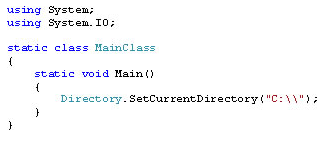 using System;
using System.IO;
static class MainClass
{
static void Main()
{
Directory.SetCurrentDirectory("C:\\");
}
}